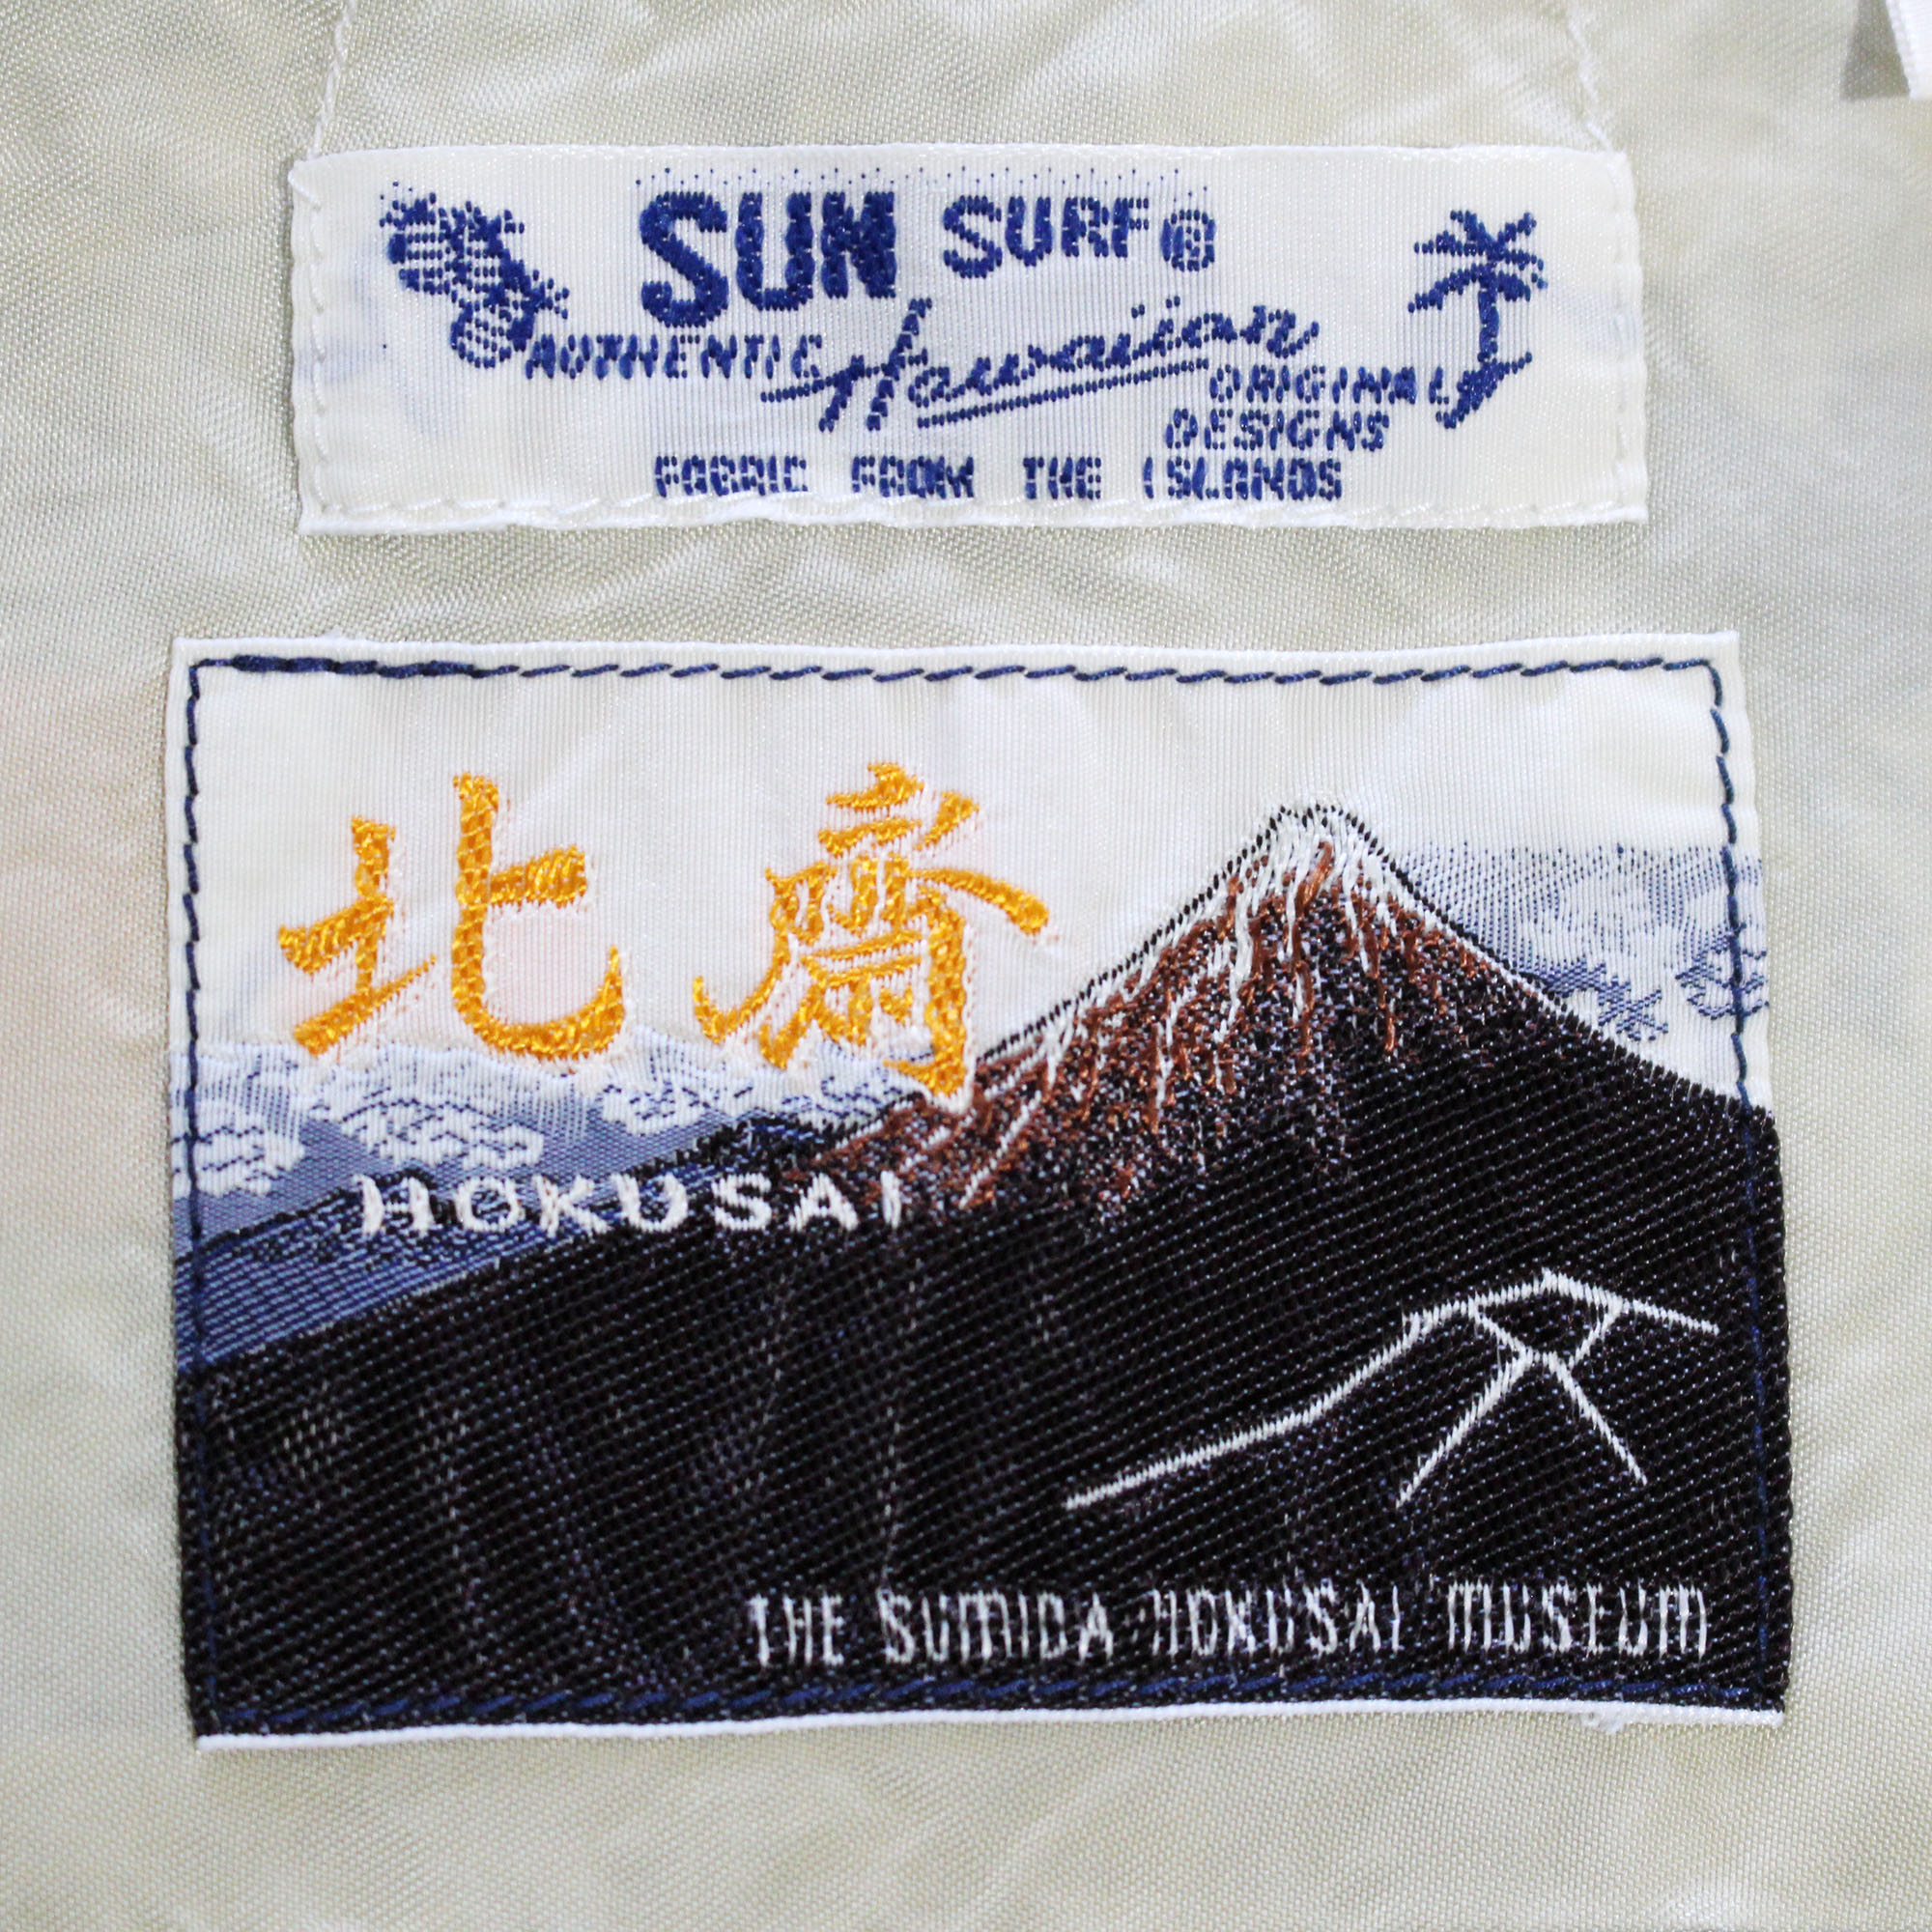 SUN SURF®
AUTHENTIC Hawaiian ORIGINAL
DESIGNS
FABRIC FROM THE ISLANDS
北斎
HOKUSAI
THE SUMIDA HOKUSAI MUSEUM